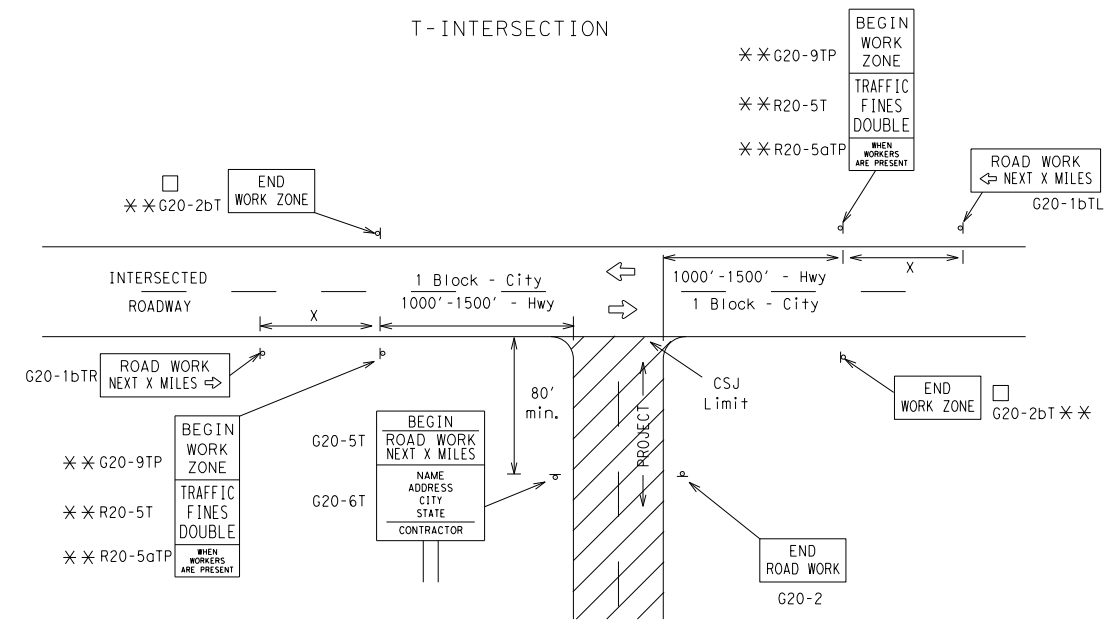 T-INTERSECTION
BEGIN
WORK
ZONE
TRAFFIC
FINES
DOUBLE
WHEN
WORKERS
ARE PRESENT
✳✳G20-9TP
✳✳R20-5T
✳✳R20-5aTP
ROAD WORK
⇦ NEXT X MILES
G20-1bTL
END
WORK ZONE
□
✳✳G20-2bT
INTERSECTED
ROADWAY
1 Block - City
1000'-1500' - Hwy
1000'-1500' - Hwy
1 Block - City
X
X
ROAD WORK
NEXT X MILES ⇨
G20-1bTR
80'
min.
CSJ
Limit
PROJECT
END
WORK ZONE
□
G20-2bT ✳✳
BEGIN
WORK
ZONE
TRAFFIC
FINES
DOUBLE
WHEN
WORKERS
ARE PRESENT
✳✳G20-9TP
✳✳R20-5T
✳✳R20-5aTP
G20-5T
BEGIN
ROAD WORK
NEXT X MILES
G20-6T
NAME
ADDRESS
CITY
STATE
CONTRACTOR
END
ROAD WORK
G20-2